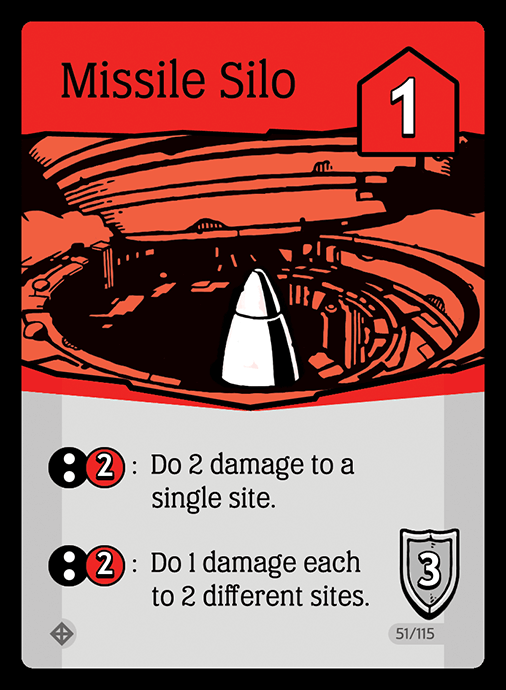 Missile Silo
1
2 : Do 2 damage to a
single site.
2 : Do 1 damage each
to 2 different sites.
3
51/115